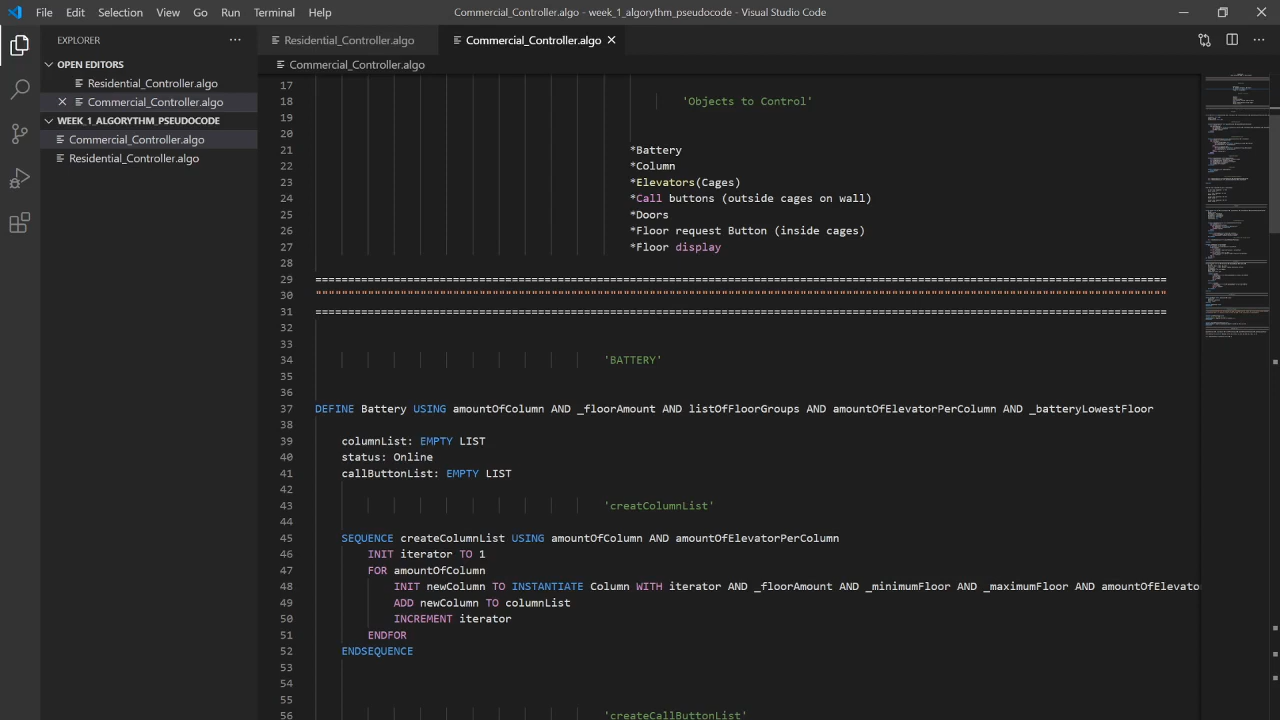 File Edit Selection View Go Run Terminal Help Commercial_Controller.algo - week_1_algorythm_pseudocode - Visual Studio Code
EXPLORER
OPEN EDITORS
Residential_Controller.algo
Commercial_Controller.algo
WEEK_1_ALGORYTHM_PSEUDOCODE
Commercial_Controller.algo
Residential_Controller.algo
Residential_Controller.algo Commercial_Controller.algo
Commercial_Controller.algo
17
18 'Objects to Control'
19
20
21 *Battery
22 *Column
23 *Elevators(Cages)
24 *Call buttons (outside cages on wall)
25 *Doors
26 *Floor request Button (inside cages)
27 *Floor display
28
29
30
31
32
33
34 'BATTERY'
35
36
37 DEFINE Battery USING amountOfColumn AND _floorAmount AND listOfFloorGroups AND amountOfElevatorPerColumn AND _batteryLowestFloor
38
39 columnList: EMPTY LIST
40 status: Online
41 callButtonList: EMPTY LIST
42
43 'creatColumnList'
44
45 SEQUENCE createColumnList USING amountOfColumn AND amountOfElevatorPerColumn
46 INIT iterator TO 1
47 FOR amountOfColumn
48 INIT newColumn TO INSTANTIATE Column WITH iterator AND _floorAmount AND _minimumFloor AND _maximumFloor AND amountOfElevator
49 ADD newColumn TO columnList
50 INCREMENT iterator
51 ENDFOR
52 ENDSEQUENCE
53
54
55
56 'createCallButtonList'